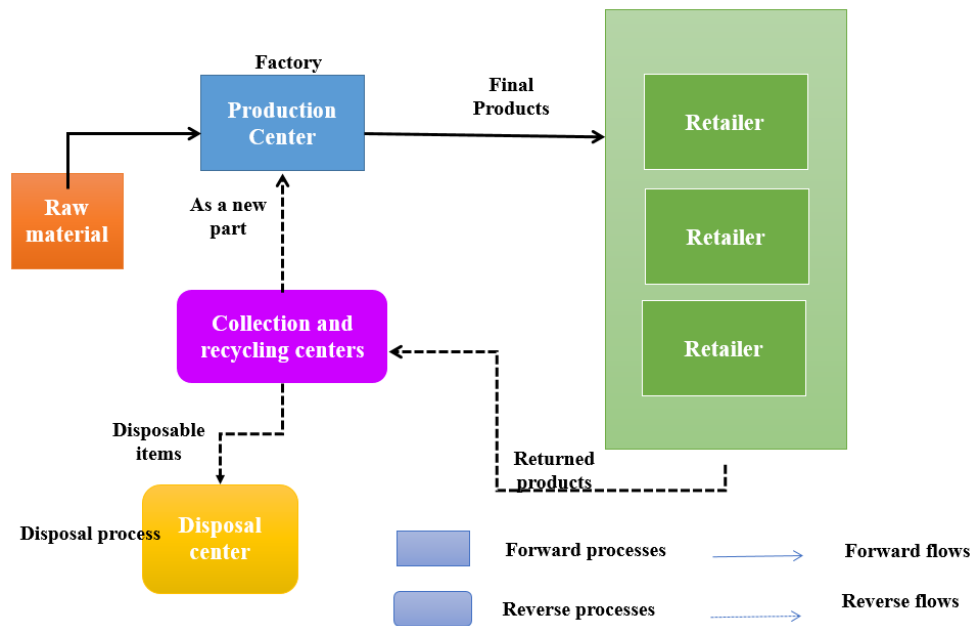 Factory
Production
Center
Final
Products
Retailer
Raw
material
As a new
part
Retailer
Collection and
recycling centers
Retailer
Disposable
items
Returned
products
Disposal process
Disposal
center
Forward processes
Forward flows
Reverse processes
Reverse flows